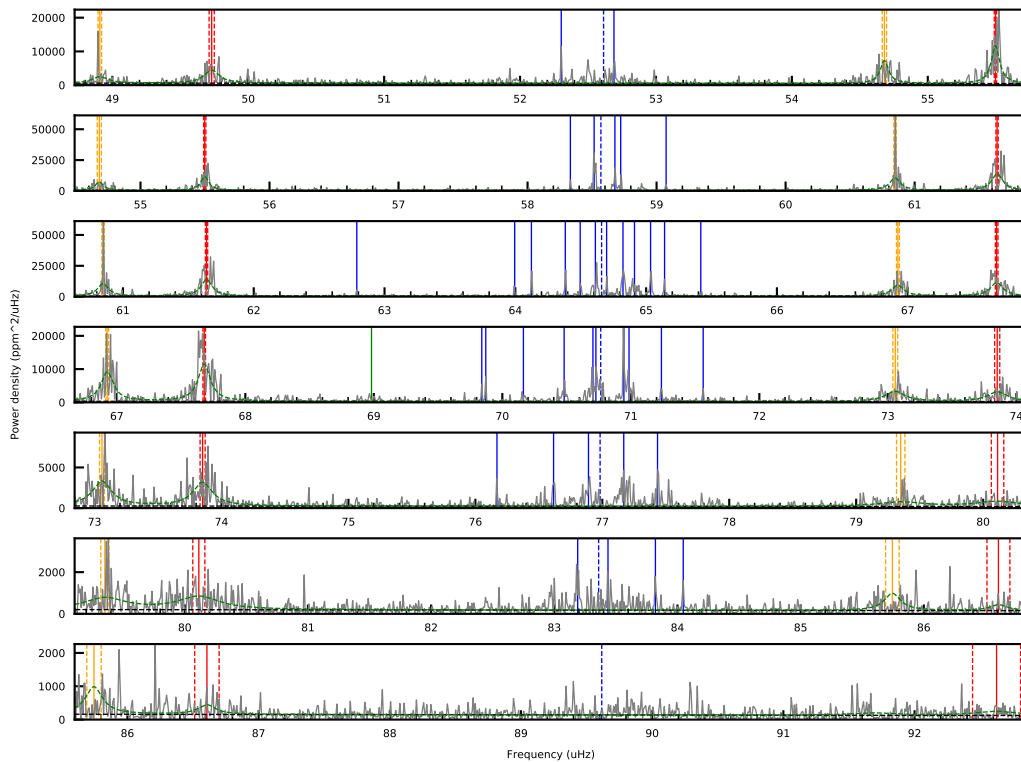 20000
10000
0
49 50 51 52 53 54 55
50000
25000
0
55 56 57 58 59 60 61
50000
25000
0
61 62 63 64 65 66 67
20000
10000
0
67 68 69 70 71 72 73 74
Power density (ppm^2/uHz)
5000
0
73 74 75 76 77 78 79 80
2000
0
80 81 82 83 84 85 86
2000
1000
0
86 87 88 89 90 91 92
Frequency (uHz)